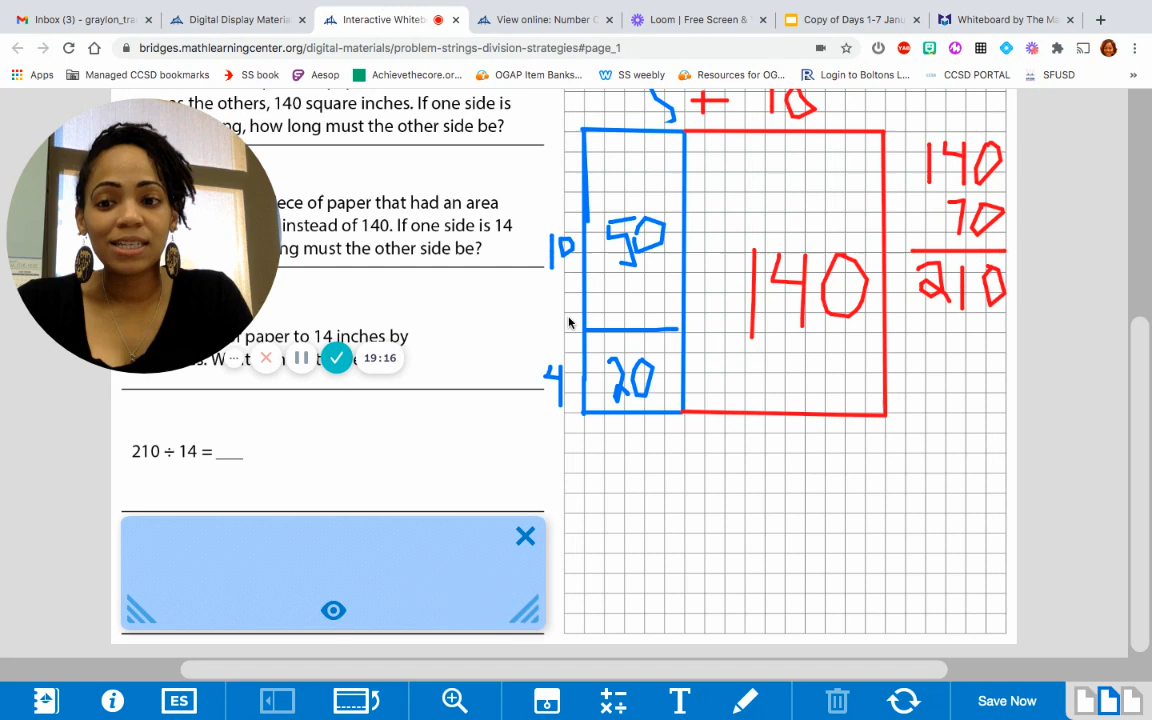 Inbox (3) - graylon_tra
Digital Display Materia
Interactive Whiteb
View online: Number C
Loom | Free Screen &
Copy of Days 1-7 Janu
Whiteboard by The Ma
bridges.mathlearningcenter.org/digital-materials/problem-strings-division-strategies#page_1
Apps
Managed CCSD bookmarks
SS book
Aesop
Achievethecore.or...
OGAP Item Banks...
SS weekly
Resources for OG...
Login to Boltons L...
CCSD PORTAL
SFUSD
»
the others, 140 square inches. If one side is
ng, how long must the other side be?
ece of paper that had an area
instead of 140. If one side is 14
ng must the other side be?
paper to 14 inches by
19:16
210 ÷ 14 = ___
5 + 10
10
50
4
20
140
140
70
210
ES
Save Now